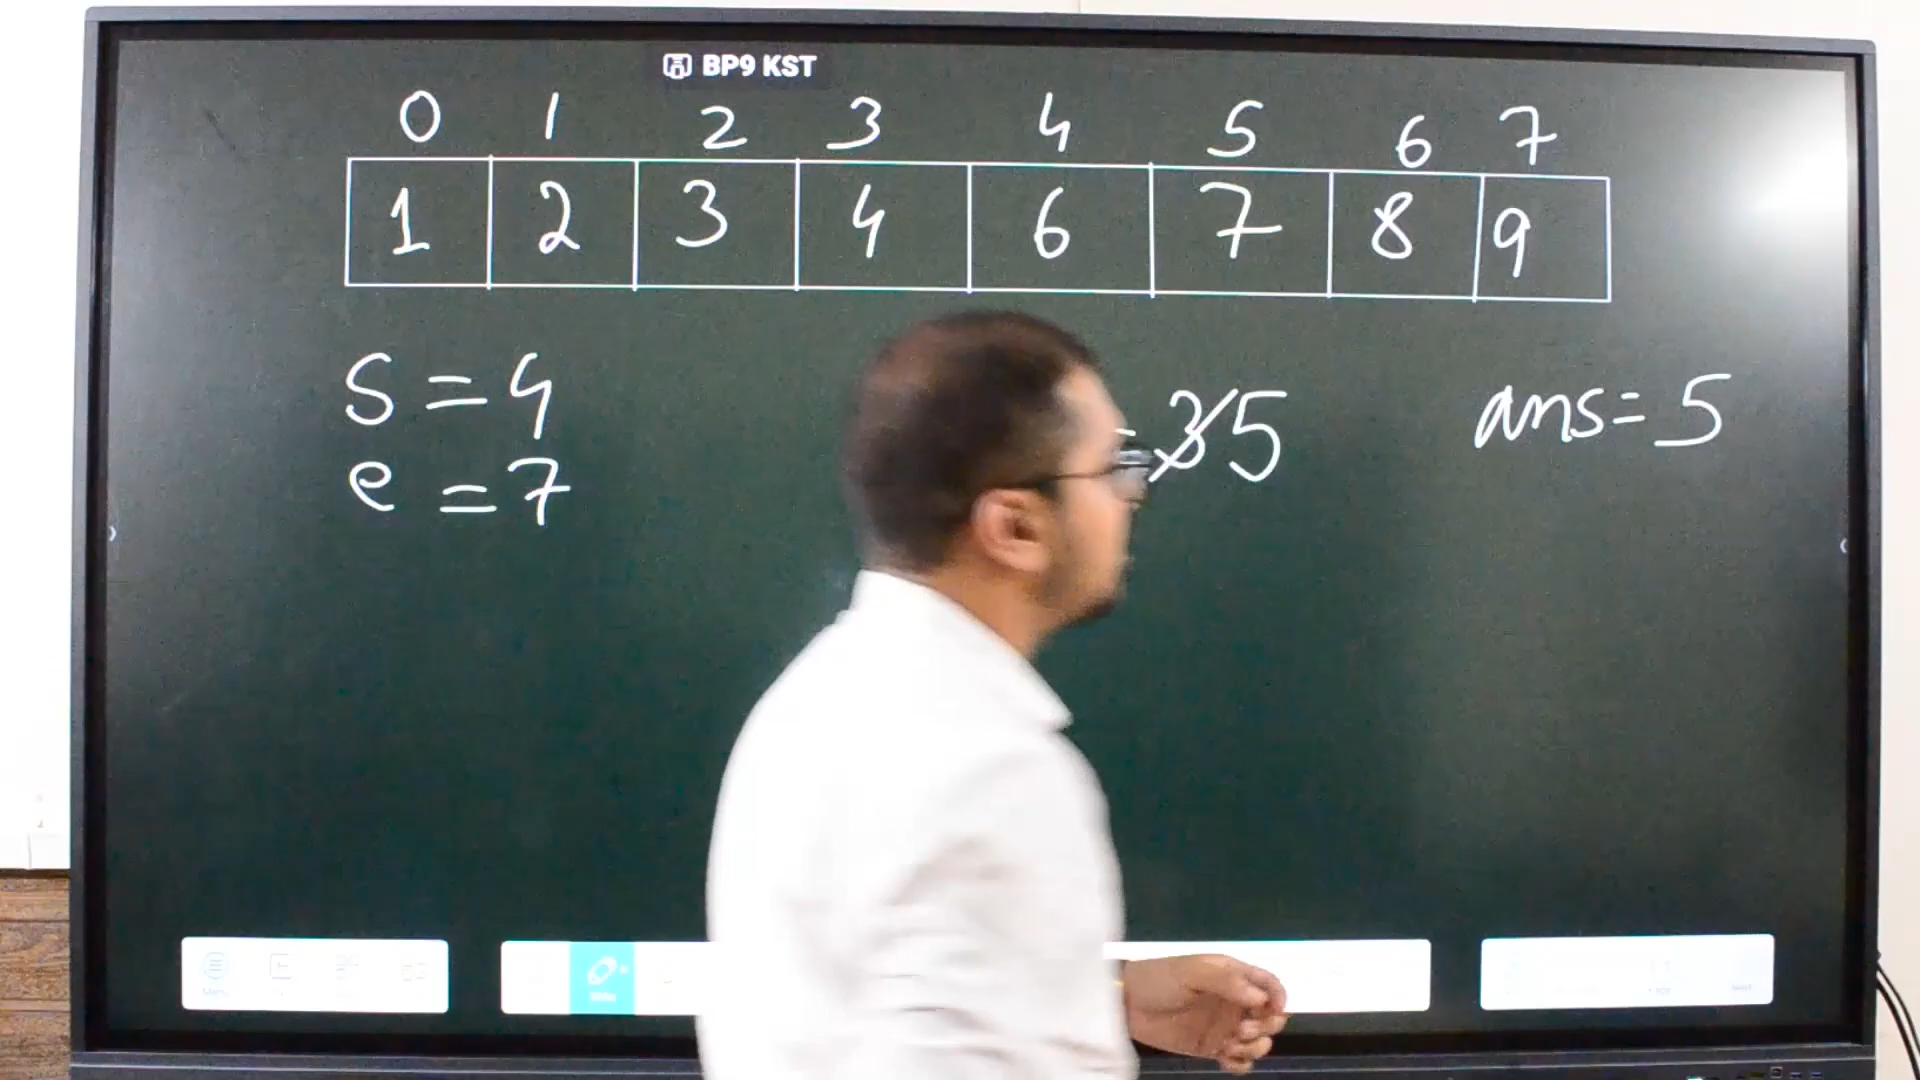 BP9 KST
0 1 2 3 4 5 6 7
1 2 3 4 6 7 8 9
S = 4
e = 7
= 3 5
ans = 5